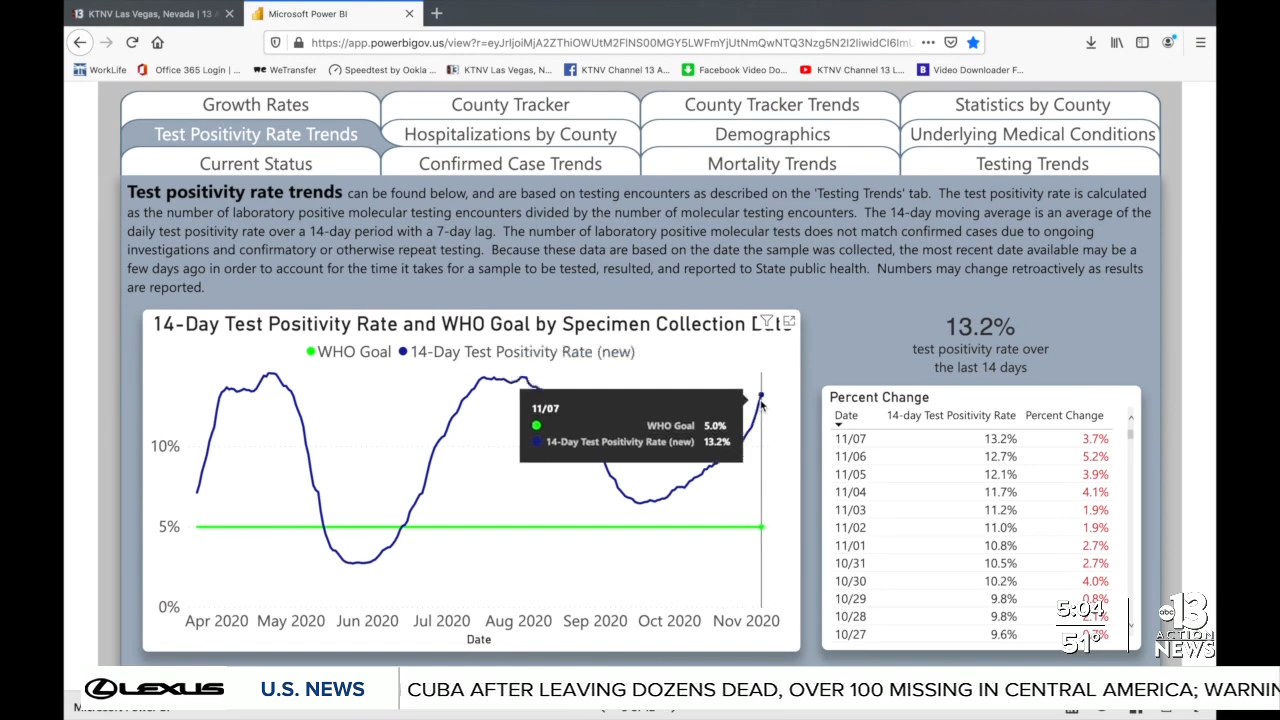 KTNV Las Vegas, Nevada | 13 A
Microsoft Power BI
https://app.powerbigov.us/view?r=
WorkLife
Office 365 Login | ...
WeTransfer
Speedtest by Ookla ...
KTNV Las Vegas, N...
KTNV Channel 13 A...
Facebook Video Do...
KTNV Channel 13 L...
Video Downloader F...
Growth Rates
County Tracker
County Tracker Trends
Statistics by County
Test Positivity Rate Trends
Hospitalizations by County
Demographics
Underlying Medical Conditions
Current Status
Confirmed Case Trends
Mortality Trends
Testing Trends
Test positivity rate trends can be found below, and are based on testing encounters as described on the 'Testing Trends' tab. The test positivity rate is calculated
as the number of laboratory positive molecular testing encounters divided by the number of molecular testing encounters. The 14-day moving average is an average of the
daily test positivity rate over a 14-day period with a 7-day lag. The number of laboratory positive molecular tests does not match confirmed cases due to ongoing
investigations and confirmatory or otherwise repeat testing. Because these data are based on the date the sample was collected, the most recent date available may be a
few days ago in order to account for the time it takes for a sample to be tested, resulted, and reported to State public health. Numbers may change retroactively as results
are reported.
14-Day Test Positivity Rate and WHO Goal by Specimen Collection
WHO Goal 14-Day Test Positivity Rate (new)
11/07
WHO Goal 5.0%
14-Day Test Positivity Rate (new) 13.2%
10%
5%
0%
Apr 2020 May 2020 Jun 2020 Jul 2020 Aug 2020 Sep 2020 Oct 2020 Nov 2020
Date
13.2%
test positivity rate over
the last 14 days
Percent Change
Date 14-day Test Positivity Rate Percent Change
11/07 13.2% 3.7%
11/06 12.7% 5.2%
11/05 12.1% 3.9%
11/04 11.7% 4.1%
11/03 11.2% 1.9%
11/02 11.0% 1.9%
11/01 10.8% 2.7%
10/31 10.5% 2.7%
10/30 10.2% 4.0%
10/29 9.8% 0.8%
10/28 9.8% 2.1%
10/27 9.6%
5:04
51°
abc 13
ACTION
NEWS
LEXUS
U.S. NEWS
CUBA AFTER LEAVING DOZENS DEAD, OVER 100 MISSING IN CENTRAL AMERICA; WARNIN